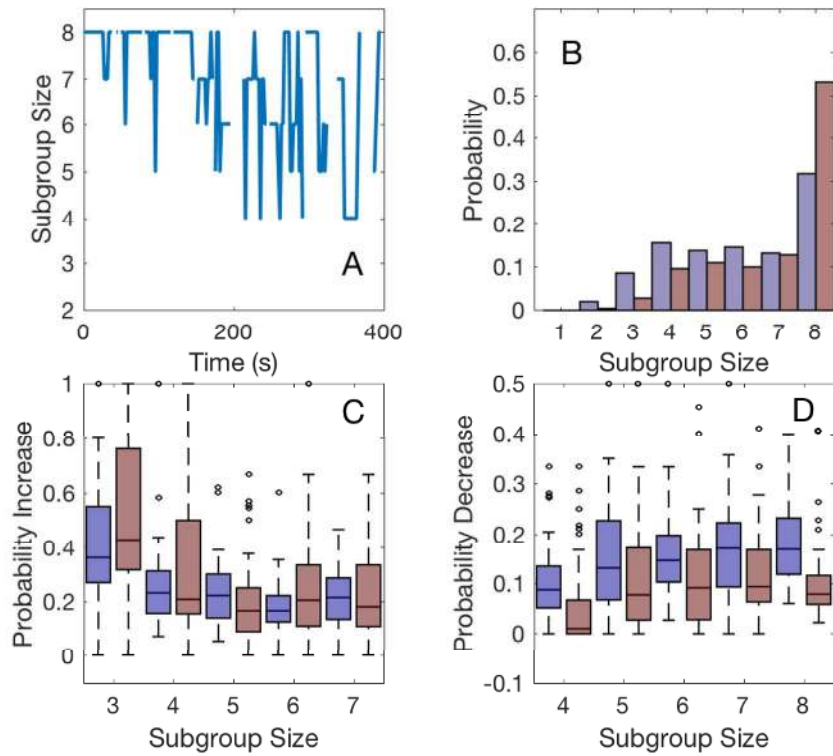 8
7
6
5
4
3
2
Subgroup Size
0
200
400
Time (s)
A
0.6
0.5
0.4
0.3
0.2
0.1
0
Probability
1 2 3 4 5 6 7 8
Subgroup Size
B
1
0.8
0.6
0.4
0.2
0
Probability Increase
3 4 5 6 7
Subgroup Size
C
0.5
0.4
0.3
0.2
0.1
0
-0.1
Probability Decrease
4 5 6 7 8
Subgroup Size
D